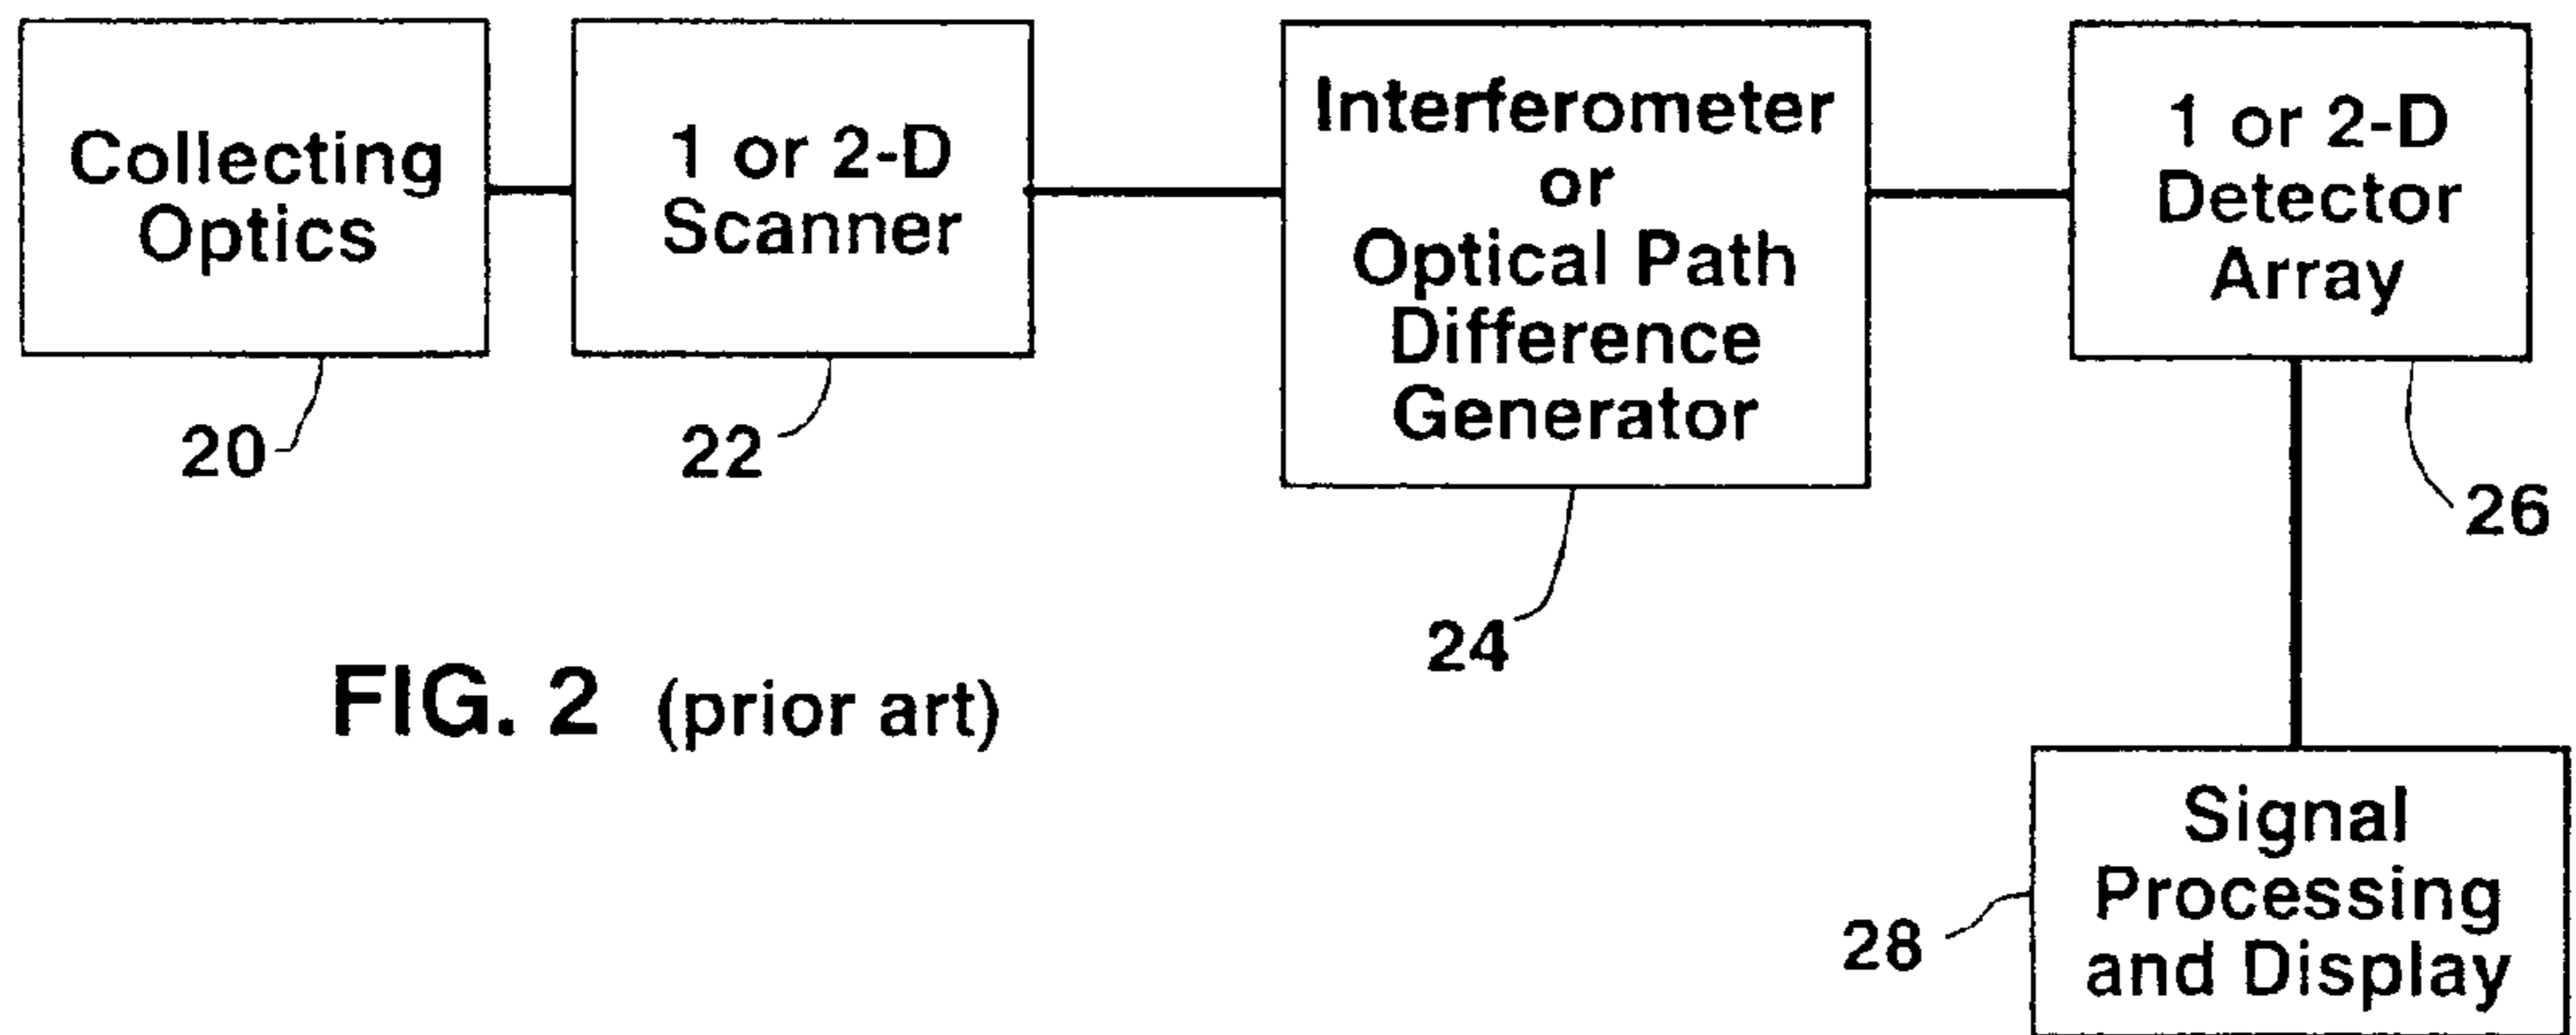 Collecting
Optics
20
1 or 2-D
Scanner
22
Interferometer
or
Optical Path
Difference
Generator
24
1 or 2-D
Detector
Array
26
Signal
Processing
and Display
28
FIG. 2 (prior art)